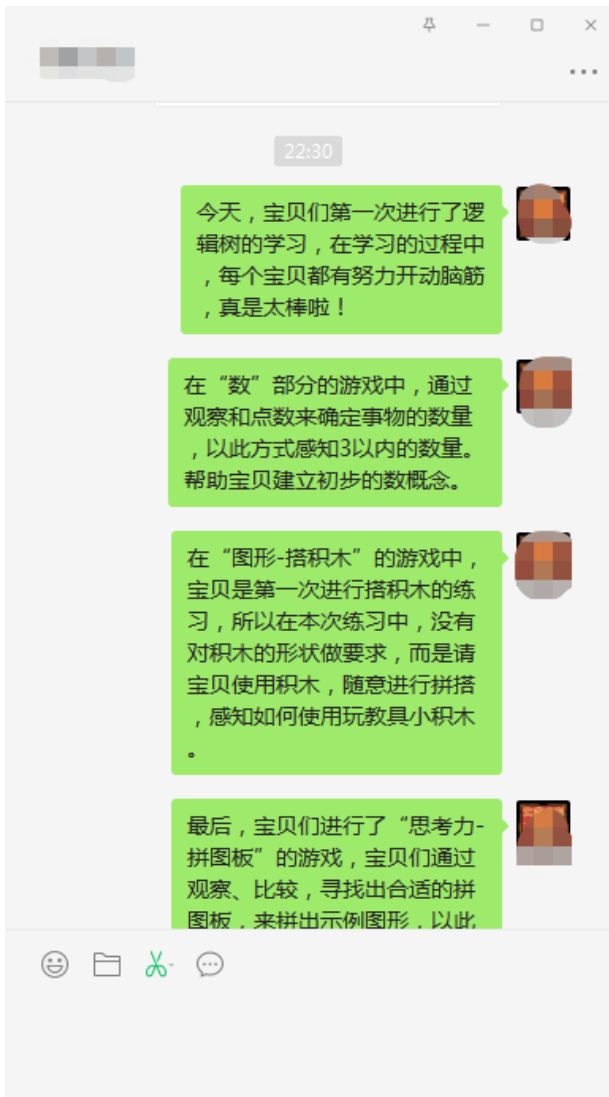 22:30
今天，宝贝们第一次进行了逻
辑树的学习，在学习的过程中
，每个宝贝都有努力开动脑筋
，真是太棒啦！
在“数”部分的游戏中，通过
观察和点数来确定事物的数量
，以此方式感知3以内的数量。
帮助宝贝建立初步的数概念。
在“图形-搭积木”的游戏中，
宝贝是第一次进行搭积木的练
习，所以在本次练习中，没有
对积木的形状做要求，而是请
宝贝使用积木，随意进行拼搭
，感知如何使用玩教具小积木
。
最后，宝贝们进行了“思考力-
拼图板”的游戏，宝贝们通过
观察、比较，寻找出合适的拼
图板，来拼出示例图形，以此